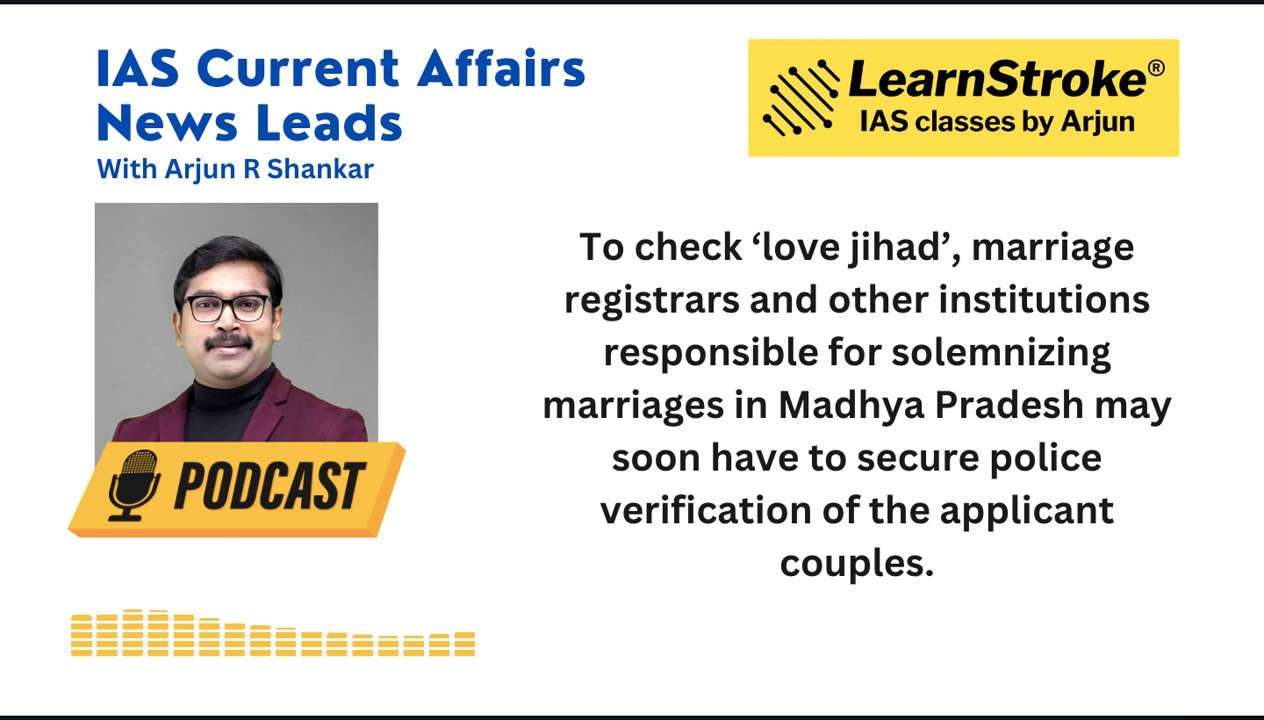 IAS Current Affairs
News Leads
With Arjun R Shankar
LearnStroke®
IAS classes by Arjun
To check ‘love jihad’, marriage
registrars and other institutions
responsible for solemnizing
marriages in Madhya Pradesh may
soon have to secure police
verification of the applicant
couples.
PODCAST